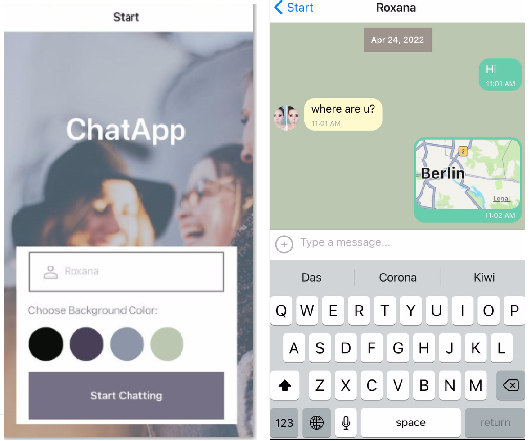 Start
ChatApp
Roxana
Choose Background Color:
Start Chatting
Start
Roxana
Apr 24, 2022
Hi
11:01 AM
where are u?
11:01 AM
Berlin
Legal
11:02 AM
Type a message...
Das Corona Kiwi
Q W E R T Y U I O P
A S D F G H J K L
Z X C V B N M
123 space return